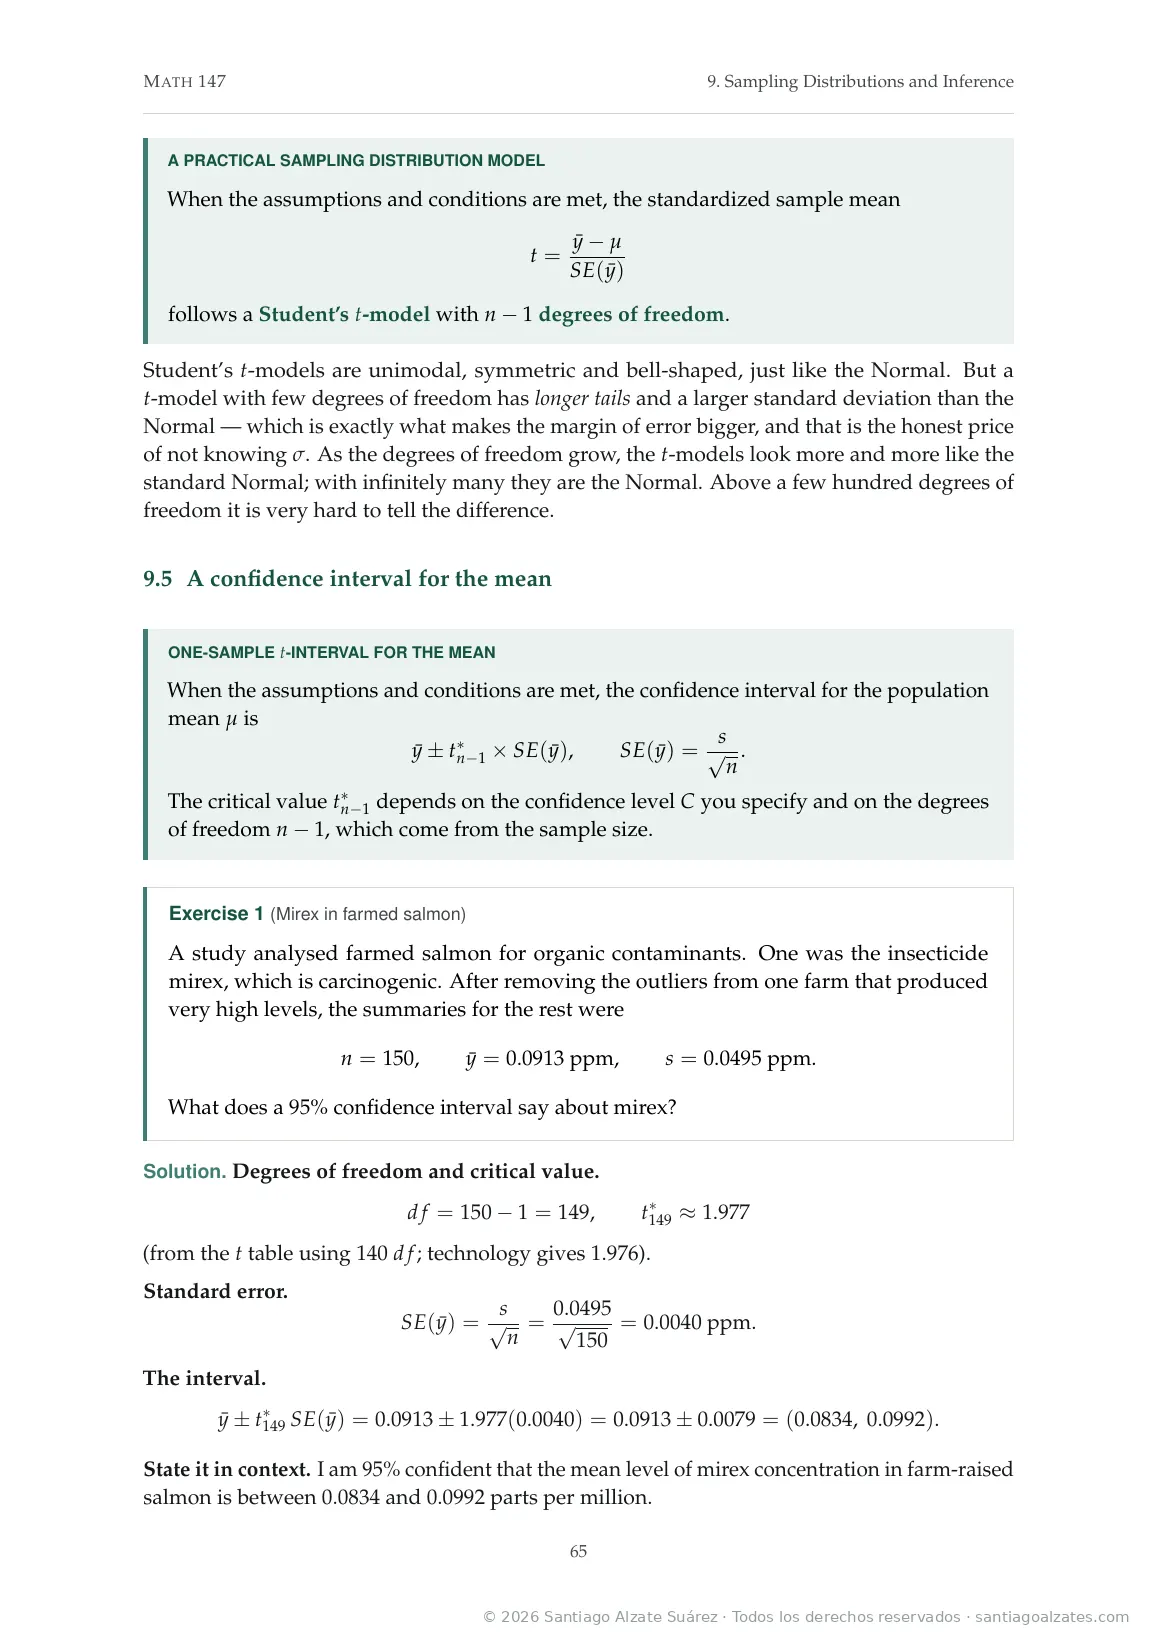 MATH 147
9. Sampling Distributions and Inference
A PRACTICAL SAMPLING DISTRIBUTION MODEL
When the assumptions and conditions are met, the standardized sample mean
t = (ȳ − μ) / SE(ȳ)
follows a Student’s t-model with n − 1 degrees of freedom.
Student’s t-models are unimodal, symmetric and bell-shaped, just like the Normal. But a
t-model with few degrees of freedom has longer tails and a larger standard deviation than the
Normal — which is exactly what makes the margin of error bigger, and that is the honest price
of not knowing σ. As the degrees of freedom grow, the t-models look more and more like the
standard Normal; with infinitely many they are the Normal. Above a few hundred degrees of
freedom it is very hard to tell the difference.
9.5 A confidence interval for the mean
ONE-SAMPLE t-INTERVAL FOR THE MEAN
When the assumptions and conditions are met, the confidence interval for the population
mean μ is
ȳ ± t*ₙ₋₁ × SE(ȳ), SE(ȳ) = s / √n.
The critical value t*ₙ₋₁ depends on the confidence level C you specify and on the degrees
of freedom n − 1, which come from the sample size.
Exercise 1 (Mirex in farmed salmon)
A study analysed farmed salmon for organic contaminants. One was the insecticide
mirex, which is carcinogenic. After removing the outliers from one farm that produced
very high levels, the summaries for the rest were
n = 150, ȳ = 0.0913 ppm, s = 0.0495 ppm.
What does a 95% confidence interval say about mirex?
Solution. Degrees of freedom and critical value.
df = 150 − 1 = 149, t*₁₄₉ ≈ 1.977
(from the t table using 140 df; technology gives 1.976).
Standard error.
SE(ȳ) = s / √n = 0.0495 / √150 = 0.0040 ppm.
The interval.
ȳ ± t*₁₄₉ SE(ȳ) = 0.0913 ± 1.977(0.0040) = 0.0913 ± 0.0079 = (0.0834, 0.0992).
State it in context. I am 95% confident that the mean level of mirex concentration in farm-raised
salmon is between 0.0834 and 0.0992 parts per million.
65
© 2026 Santiago Alzate Suárez · Todos los derechos reservados · santiagoalzates.com